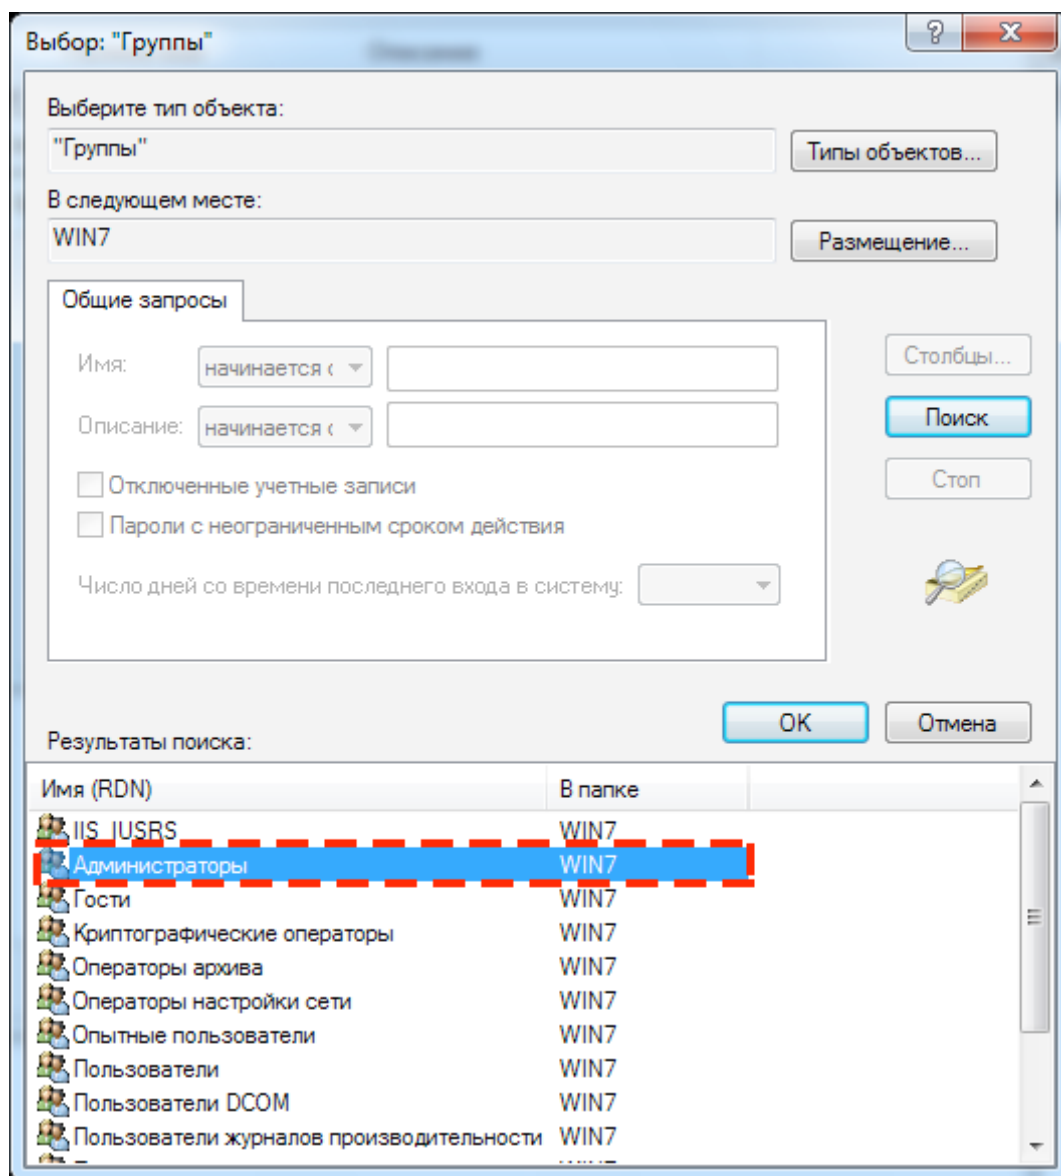 Выбор: "Группы"
Выберите тип объекта:
"Группы"
Типы объектов...
В следующем месте:
WIN7
Размещение...
Общие запросы
Имя:
начинается с
Столбцы...
Описание:
начинается с
Поиск
Отключенные учетные записи
Стоп
Пароли с неограниченным сроком действия
Число дней со времени последнего входа в систему:
OK
Отмена
Результаты поиска:
Имя (RDN) В папке
IIS_IUSRS WIN7
Администраторы WIN7
Гости WIN7
Криптографические операторы WIN7
Операторы архива WIN7
Операторы настройки сети WIN7
Опытные пользователи WIN7
Пользователи WIN7
Пользователи DCOM WIN7
Пользователи журналов производительности WIN7